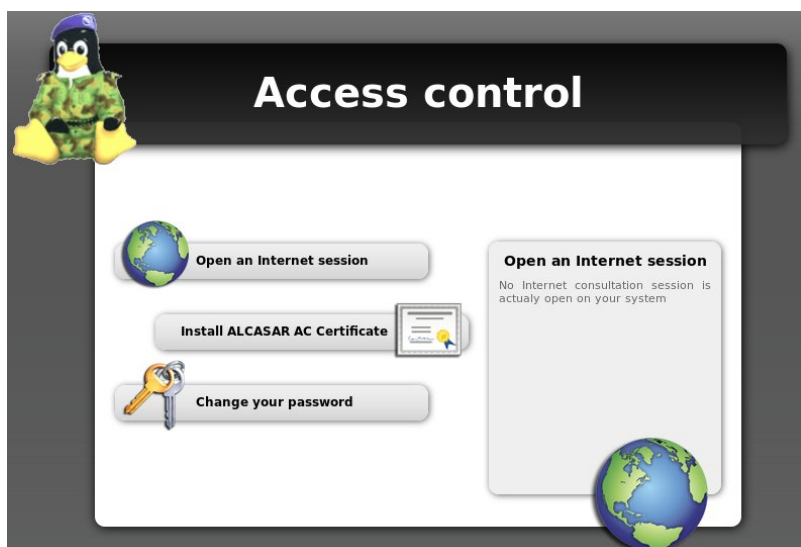 Access control
Open an Internet session
Install ALCASAR AC Certificate
Change your password
Open an Internet session
No Internet consultation session is
actualy open on your system